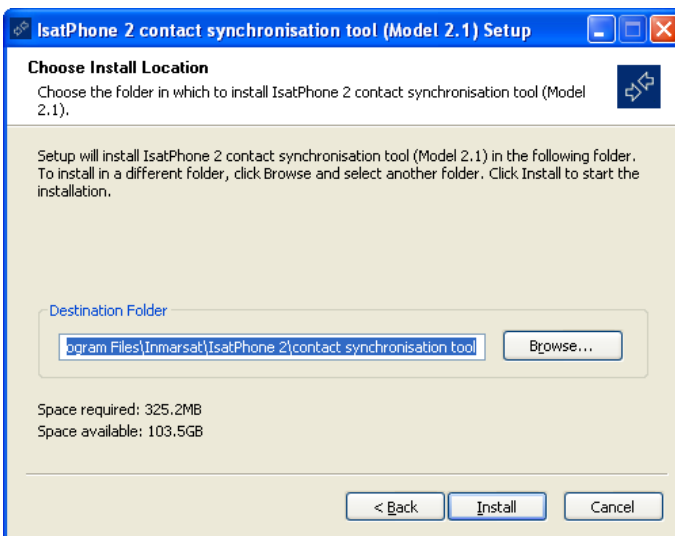 IsatPhone 2 contact synchronisation tool (Model 2.1) Setup
Choose Install Location
Choose the folder in which to install IsatPhone 2 contact synchronisation tool (Model
2.1).
Setup will install IsatPhone 2 contact synchronisation tool (Model 2.1) in the following folder.
To install in a different folder, click Browse and select another folder. Click Install to start the
installation.
Destination Folder
ogram Files\Inmarsat\IsatPhone 2\contact synchronisation tool
Browse...
Space required: 325.2MB
Space available: 103.5GB
< Back
Install
Cancel